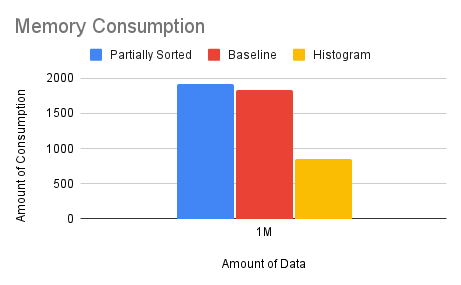 Memory Consumption
Partially Sorted Baseline Histogram
2000
1500
1000
500
0
Amount of Consumption
1M
Amount of Data